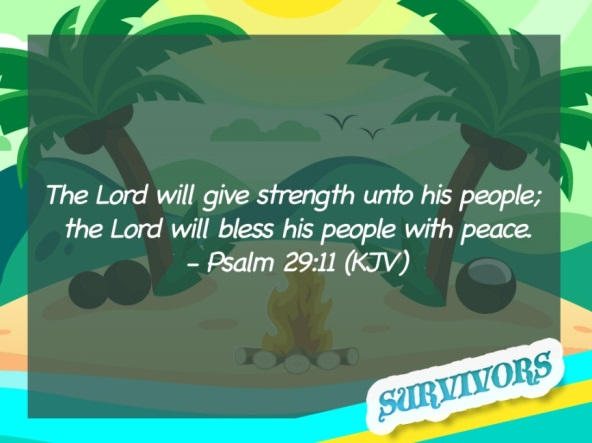 The Lord will give strength unto his people;
the Lord will bless his people with peace.
– Psalm 29:11 (KJV)
SURVIVORS